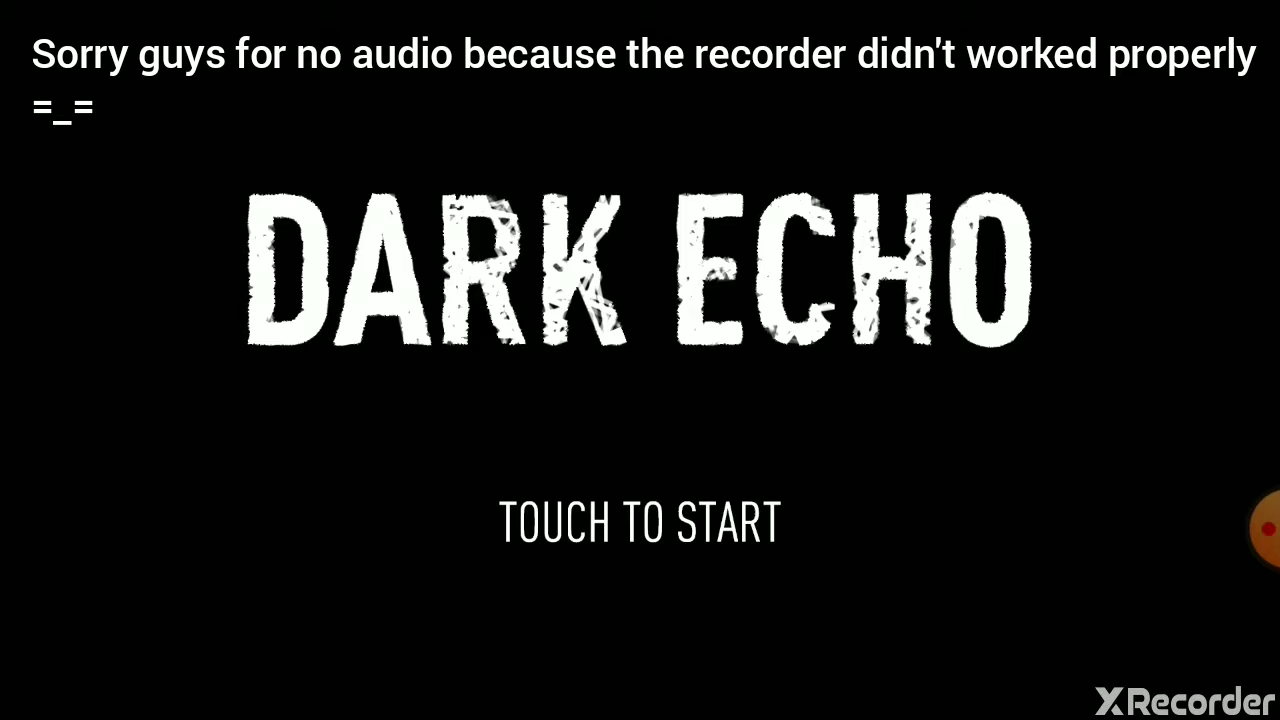 Sorry guys for no audio because the recorder didn't worked properly
=_=
DARK ECHO
TOUCH TO START
XRecorder